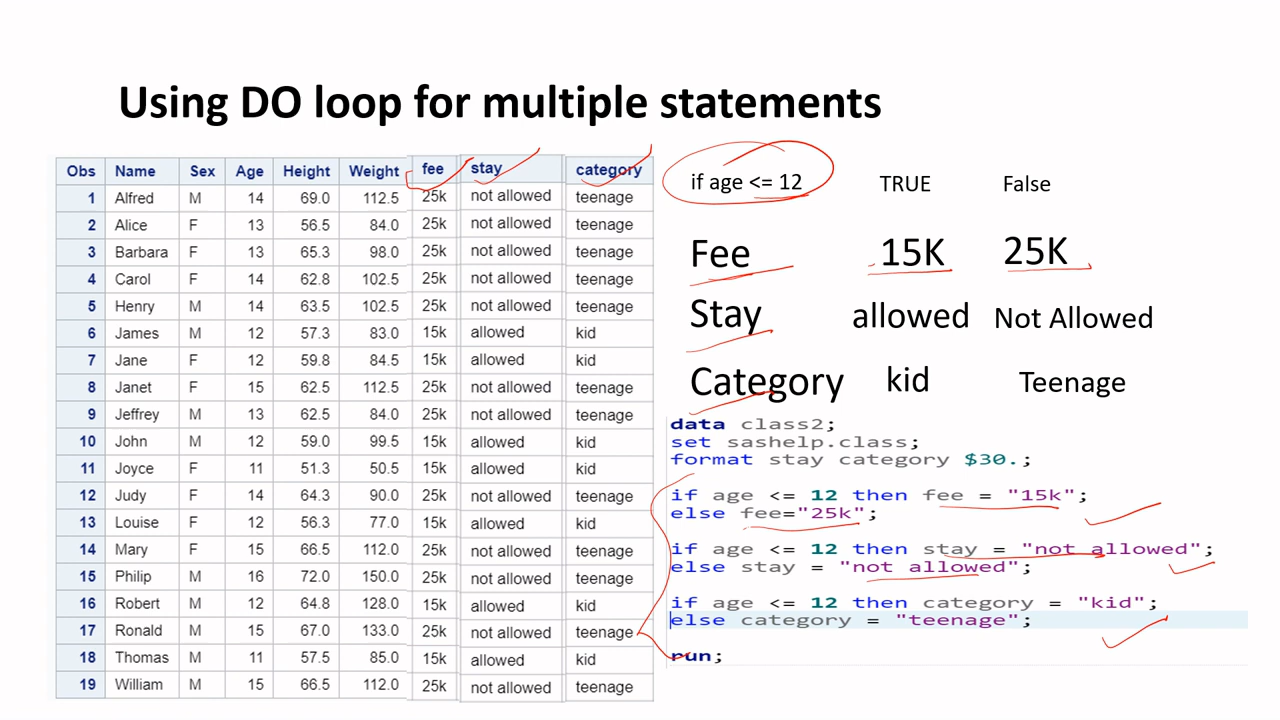 Using DO loop for multiple statements
Obs Name Sex Age Height Weight fee stay category
1 Alfred M 14 69.0 112.5 25k not allowed teenage
2 Alice F 13 56.5 84.0 25k not allowed teenage
3 Barbara F 13 65.3 98.0 25k not allowed teenage
4 Carol F 14 62.8 102.5 25k not allowed teenage
5 Henry M 14 63.5 102.5 25k not allowed teenage
6 James M 12 57.3 83.0 15k allowed kid
7 Jane F 12 59.8 84.5 15k allowed kid
8 Janet F 15 62.5 112.5 25k not allowed teenage
9 Jeffrey M 13 62.5 84.0 25k not allowed teenage
10 John M 12 59.0 99.5 15k allowed kid
11 Joyce F 11 51.3 50.5 15k allowed kid
12 Judy F 14 64.3 90.0 25k not allowed teenage
13 Louise F 12 56.3 77.0 15k allowed kid
14 Mary F 15 66.5 112.0 25k not allowed teenage
15 Philip M 16 72.0 150.0 25k not allowed teenage
16 Robert M 12 64.8 128.0 15k allowed kid
17 Ronald M 15 67.0 133.0 25k not allowed teenage
18 Thomas M 11 57.5 85.0 15k allowed kid
19 William M 15 66.5 112.0 25k not allowed teenage
if age <= 12 TRUE False
Fee 15K 25K
Stay allowed Not Allowed
Category kid Teenage
data class2;
set sashelp.class;
format stay category $30.;
if age <= 12 then fee = "15k";
else fee="25k";
if age <= 12 then stay = "not allowed";
else stay = "not allowed";
if age <= 12 then category = "kid";
else category = "teenage";
run;